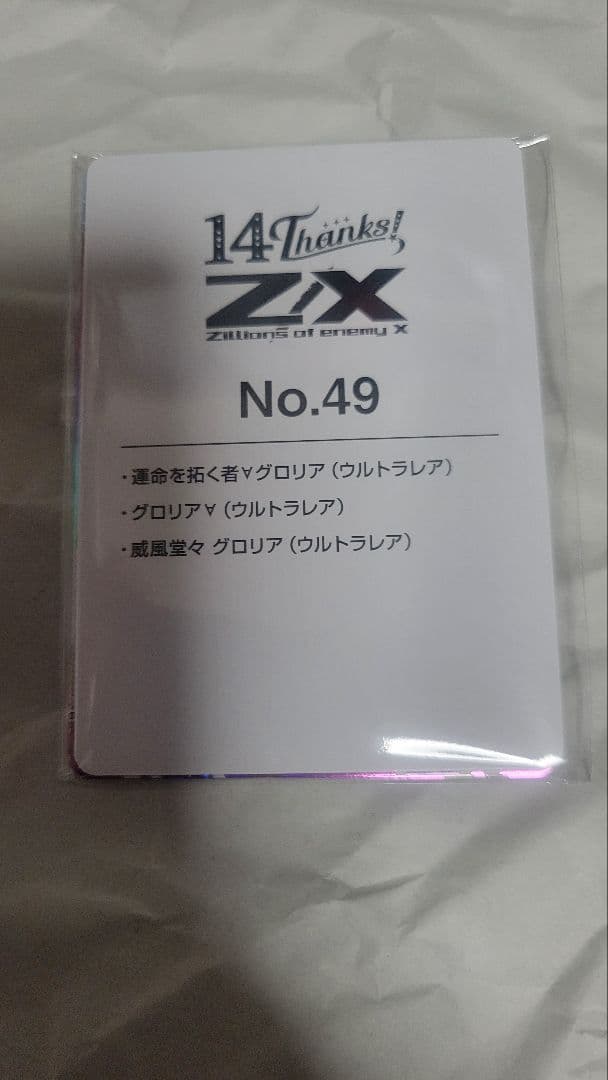 14 Thanks!
Z/X
Zillions of enemy X
No.49
・運命を拓く者∀グロリア（ウルトラレア）
・グロリア∀（ウルトラレア）
・威風堂々 グロリア（ウルトラレア）